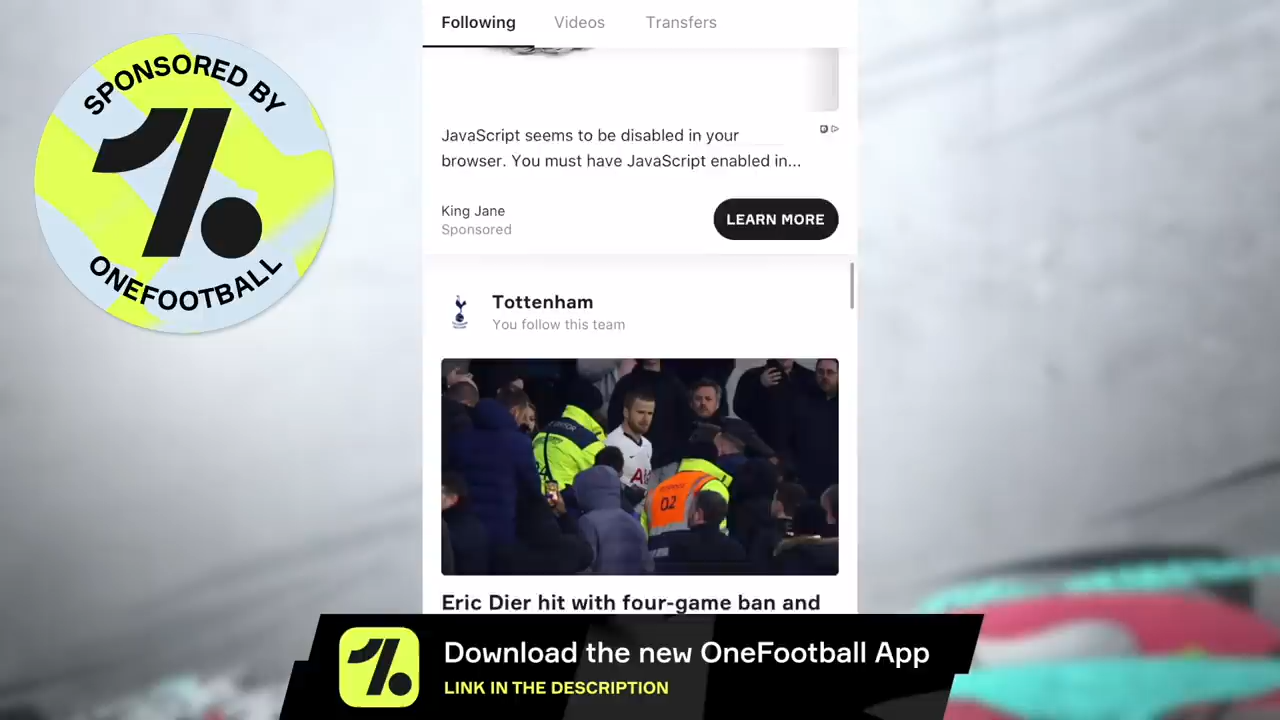 SPONSORED BY
ONEFOOTBALL
Following
Videos
Transfers
JavaScript seems to be disabled in your
browser. You must have JavaScript enabled in...
King Jane
Sponsored
LEARN MORE
Tottenham
You follow this team
02
Eric Dier hit with four-game ban and
Download the new OneFootball App
LINK IN THE DESCRIPTION